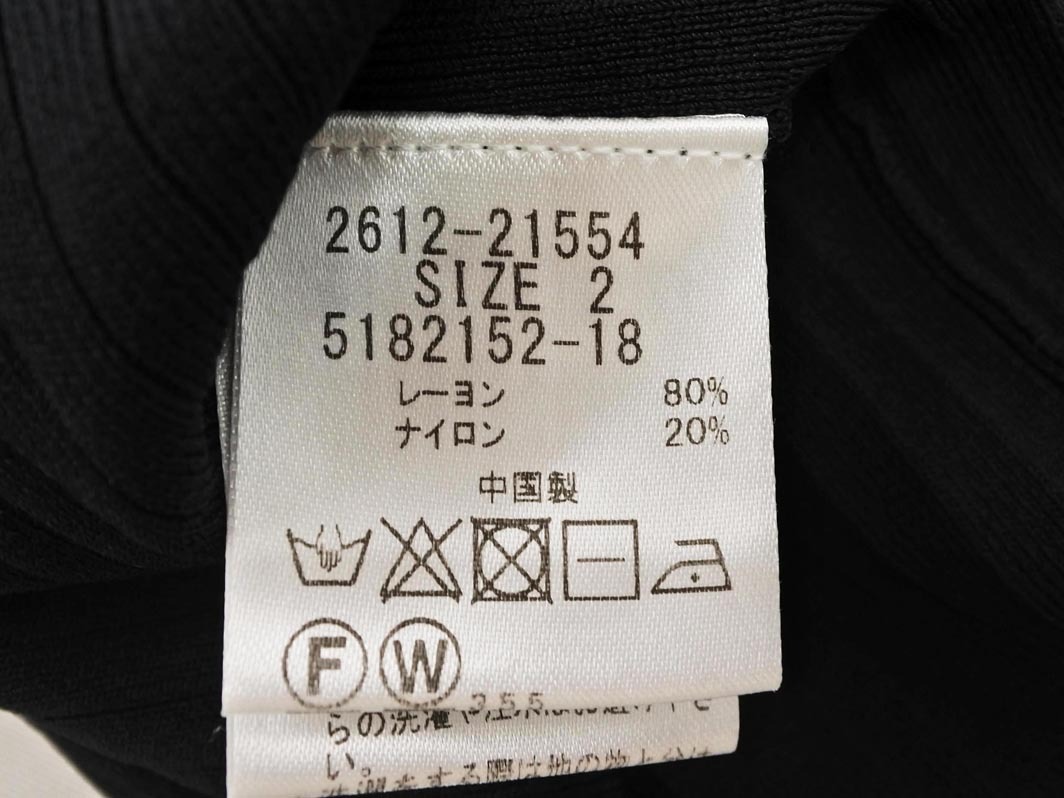 2612-21554
SIZE 2
5182152-18
レーヨン 80%
ナイロン 20%
中国製
F W
355
らの洗濯
い。